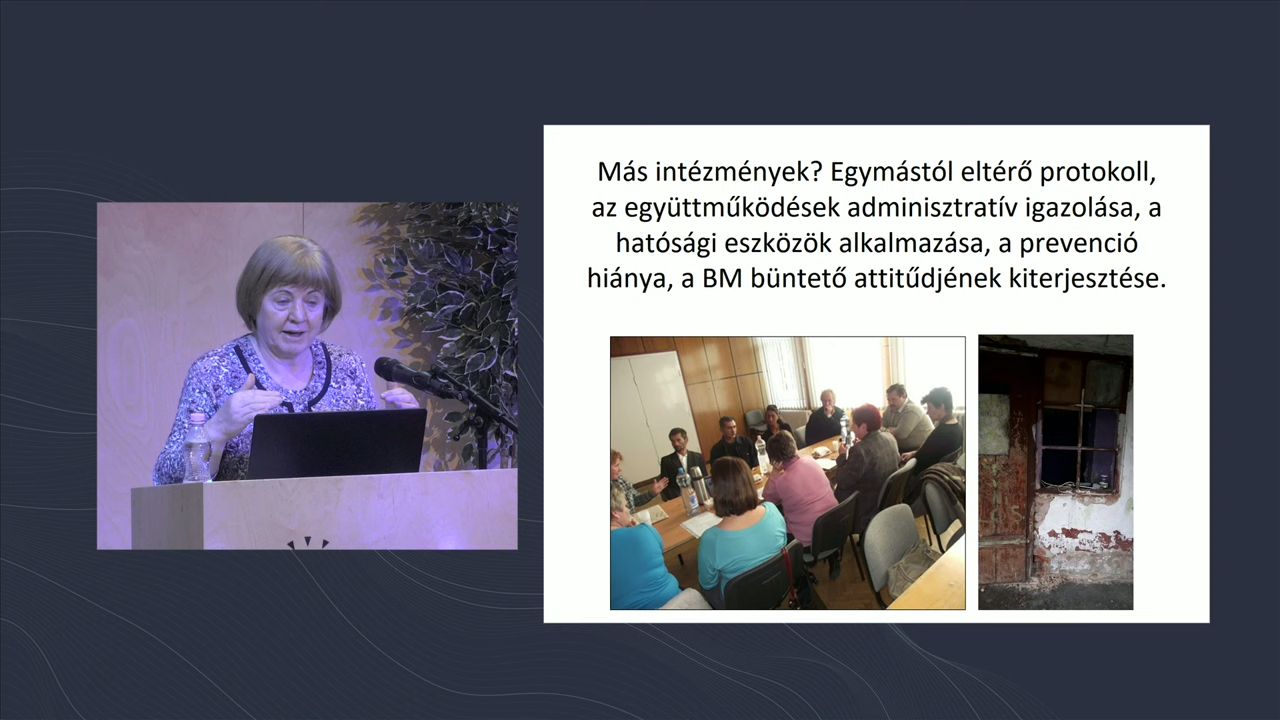 Más intézmények? Egymástól eltérő protokoll,
az együttműködések adminisztratív igazolása, a
hatósági eszközök alkalmazása, a prevenció
hiánya, a BM büntető attitűdjének kiterjesztése.